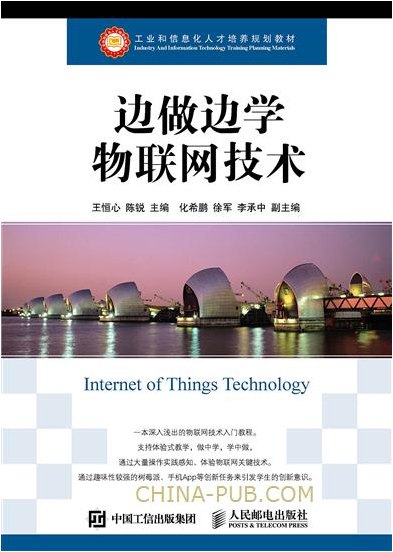 工业和信息化人才培养规划教材
Industry And Information Technology Training Planning Materials
边做边学
物联网技术
王恒心 陈锐 主编 化希鹏 徐军 李承中 副主编
Internet of Things Technology
一本深入浅出的物联网技术入门教程。
支持体验式教学，做中学，学中做。
通过大量操作实践感知、体验物联网关键技术。
通过趣味性较强的树莓派、手机App等创新任务来引发学生的创新意识。
CHINA-PUB.COM
中国工信出版集团
人民邮电出版社
POSTS & TELECOM PRESS